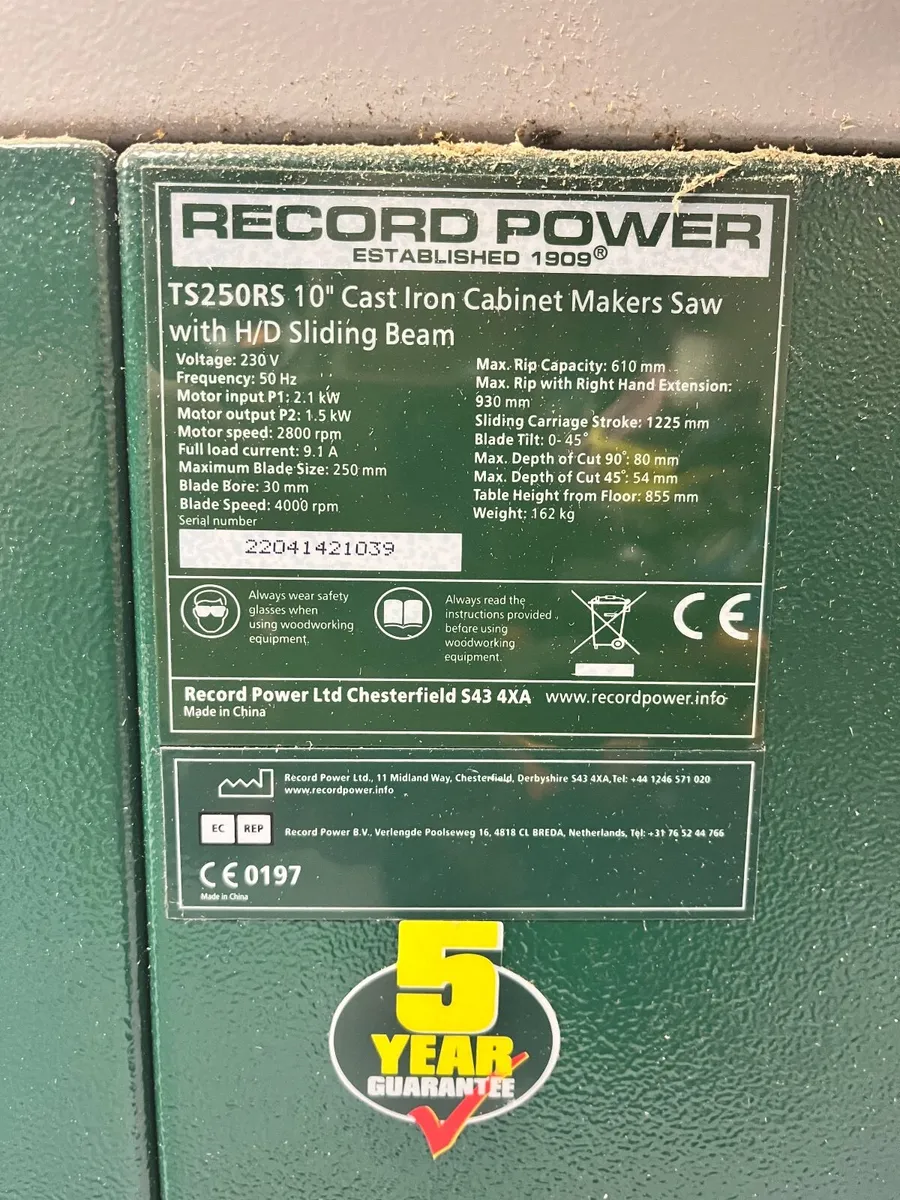 RECORD POWER
ESTABLISHED 1909®
TS250RS 10" Cast Iron Cabinet Makers Saw
with H/D Sliding Beam
Voltage: 230 V
Frequency: 50 Hz
Motor input P1: 2.1 kW
Motor output P2: 1.5 kW
Motor speed: 2800 rpm
Full load current: 9.1 A
Maximum Blade Size: 250 mm
Blade Bore: 30 mm
Blade Speed: 4000 rpm
Serial number
22041421039
Max. Rip Capacity: 610 mm
Max. Rip with Right Hand Extension:
930 mm
Sliding Carriage Stroke: 1225 mm
Blade Tilt: 0- 45°
Max. Depth of Cut 90°: 80 mm
Max. Depth of Cut 45°: 54 mm
Table Height from Floor: 855 mm
Weight: 162 kg
Always wear safety
glasses when
using woodworking
equipment.
Always read the
instructions provided
before using
woodworking
equipment.
CE
Record Power Ltd Chesterfield S43 4XA www.recordpower.info
Made in China
Record Power Ltd., 11 Midland Way, Chesterfield, Derbyshire S43 4XA,Tel: +44 1246 571 020
www.recordpower.info
EC REP
Record Power B.V., Verlengde Poolseweg 16, 4818 CL BREDA, Netherlands, Tel: +31 76 52 44 766
CE 0197
Made in China
5
YEAR
GUARANTEE